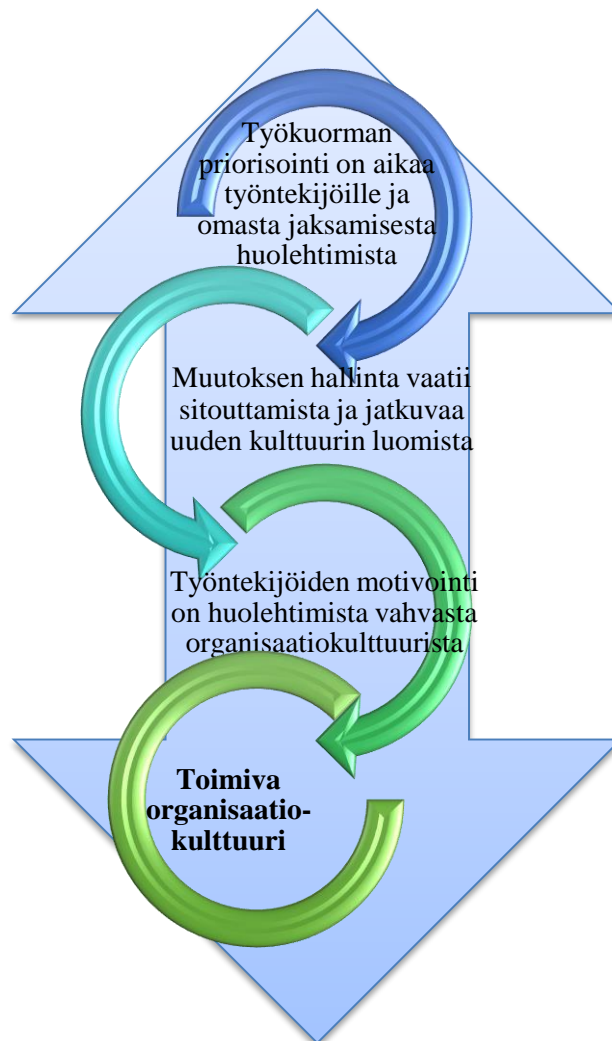 Työkuorman
priorisointi on aikaa
työntekijöille ja
omasta jaksamisesta
huolehtimista
Muutoksen hallinta vaatii
sitouttamista ja jatkuvaa
uuden kulttuurin luomista
Työntekijöiden motivointi
on huolehtimista vahvasta
organisaatiokulttuurista
Toimiva
organisaatio-
kulttuuri